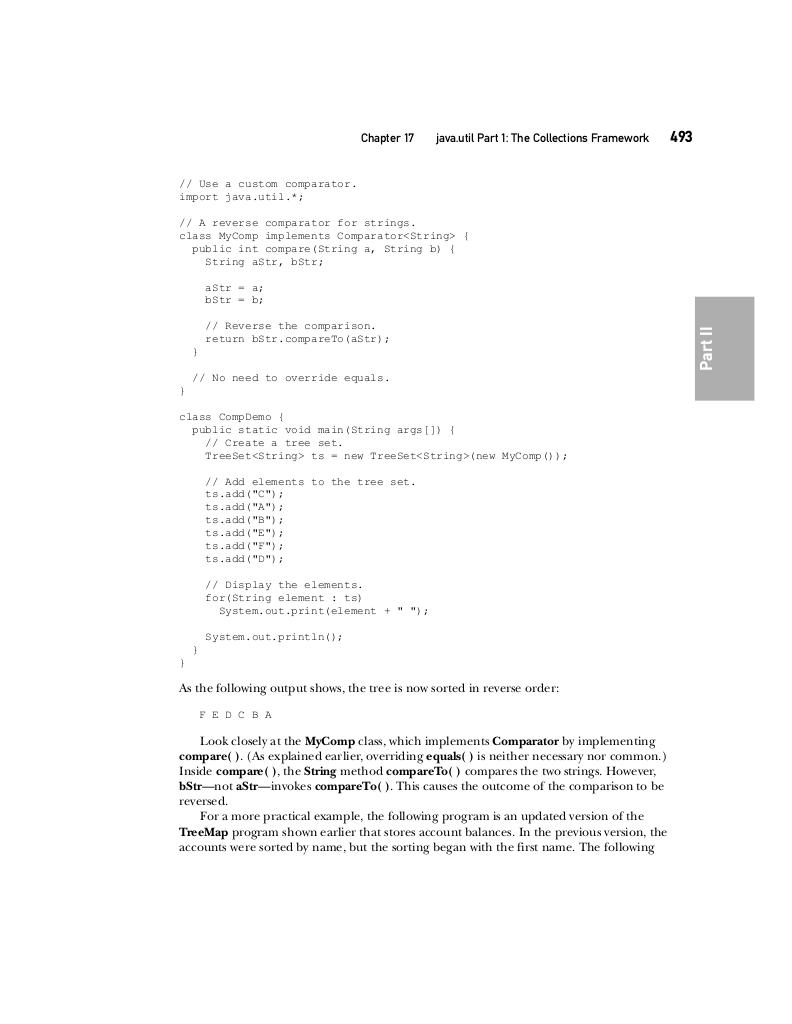 Chapter 17 java.util Part 1: The Collections Framework 493
// Use a custom comparator.
import java.util.*;
// A reverse comparator for strings.
class MyComp implements Comparator<String> {
  public int compare(String a, String b) {
    String aStr, bStr;
    aStr = a;
    bStr = b;
    // Reverse the comparison.
    return bStr.compareTo(aStr);
  }
  // No need to override equals.
}
class CompDemo {
  public static void main(String args[]) {
    // Create a tree set.
    TreeSet<String> ts = new TreeSet<String>(new MyComp());
    // Add elements to the tree set.
    ts.add("C");
    ts.add("A");
    ts.add("B");
    ts.add("E");
    ts.add("F");
    ts.add("D");
    // Display the elements.
    for(String element : ts)
      System.out.print(element + " ");
    System.out.println();
  }
}
Part II
As the following output shows, the tree is now sorted in reverse order:
F E D C B A
Look closely at the MyComp class, which implements Comparator by implementing
compare( ). (As explained earlier, overriding equals( ) is neither necessary nor common.)
Inside compare( ), the String method compareTo( ) compares the two strings. However,
bStr—not aStr—invokes compareTo( ). This causes the outcome of the comparison to be
reversed.
For a more practical example, the following program is an updated version of the
TreeMap program shown earlier that stores account balances. In the previous version, the
accounts were sorted by name, but the sorting began with the first name. The following